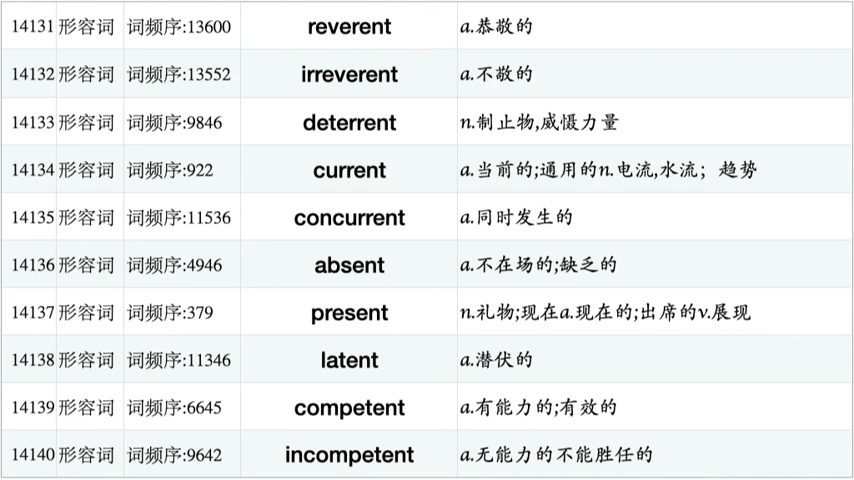 14131 形容词 词频序:13600 reverent a.恭敬的
14132 形容词 词频序:13552 irreverent a.不敬的
14133 形容词 词频序:9846 deterrent n.制止物,威慑力量
14134 形容词 词频序:922 current a.当前的;通用的n.电流,水流；趋势
14135 形容词 词频序:11536 concurrent a.同时发生的
14136 形容词 词频序:4946 absent a.不在场的;缺乏的
14137 形容词 词频序:379 present n.礼物;现在a.现在的;出席的v.展现
14138 形容词 词频序:11346 latent a.潜伏的
14139 形容词 词频序:6645 competent a.有能力的;有效的
14140 形容词 词频序:9642 incompetent a.无能力的不能胜任的